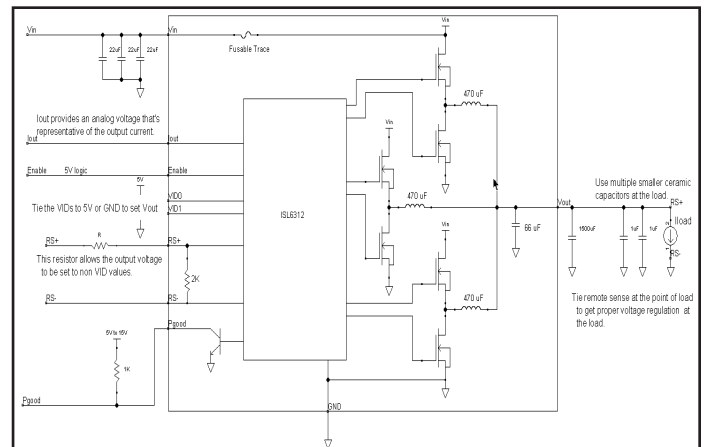 Vin
Vin
Vin
22uF
22uF
22uF
Fusable Trace
470 uF
Iout provides an analog voltage that's
representative of the output current.
Iout
Iout
Vin
Enable
5V logic
Enable
5V
VID0
VID1
Tie the VIDs to 5V or GND to set Vout
ISL6312
470 uF
Vout
Use multiple smaller ceramic
capacitors at the load.
RS+
Iload
RS-
66 uF
1500uF
1uF
1uF
Vin
RS+
R
RS+
This resistor allows the output voltage
to be set to non VID values.
2K
RS-
RS-
470 uF
Tie remote sense at the point of load
to get proper voltage regulation at
the load.
Pgood
5V to 15V
1K
Pgood
GND